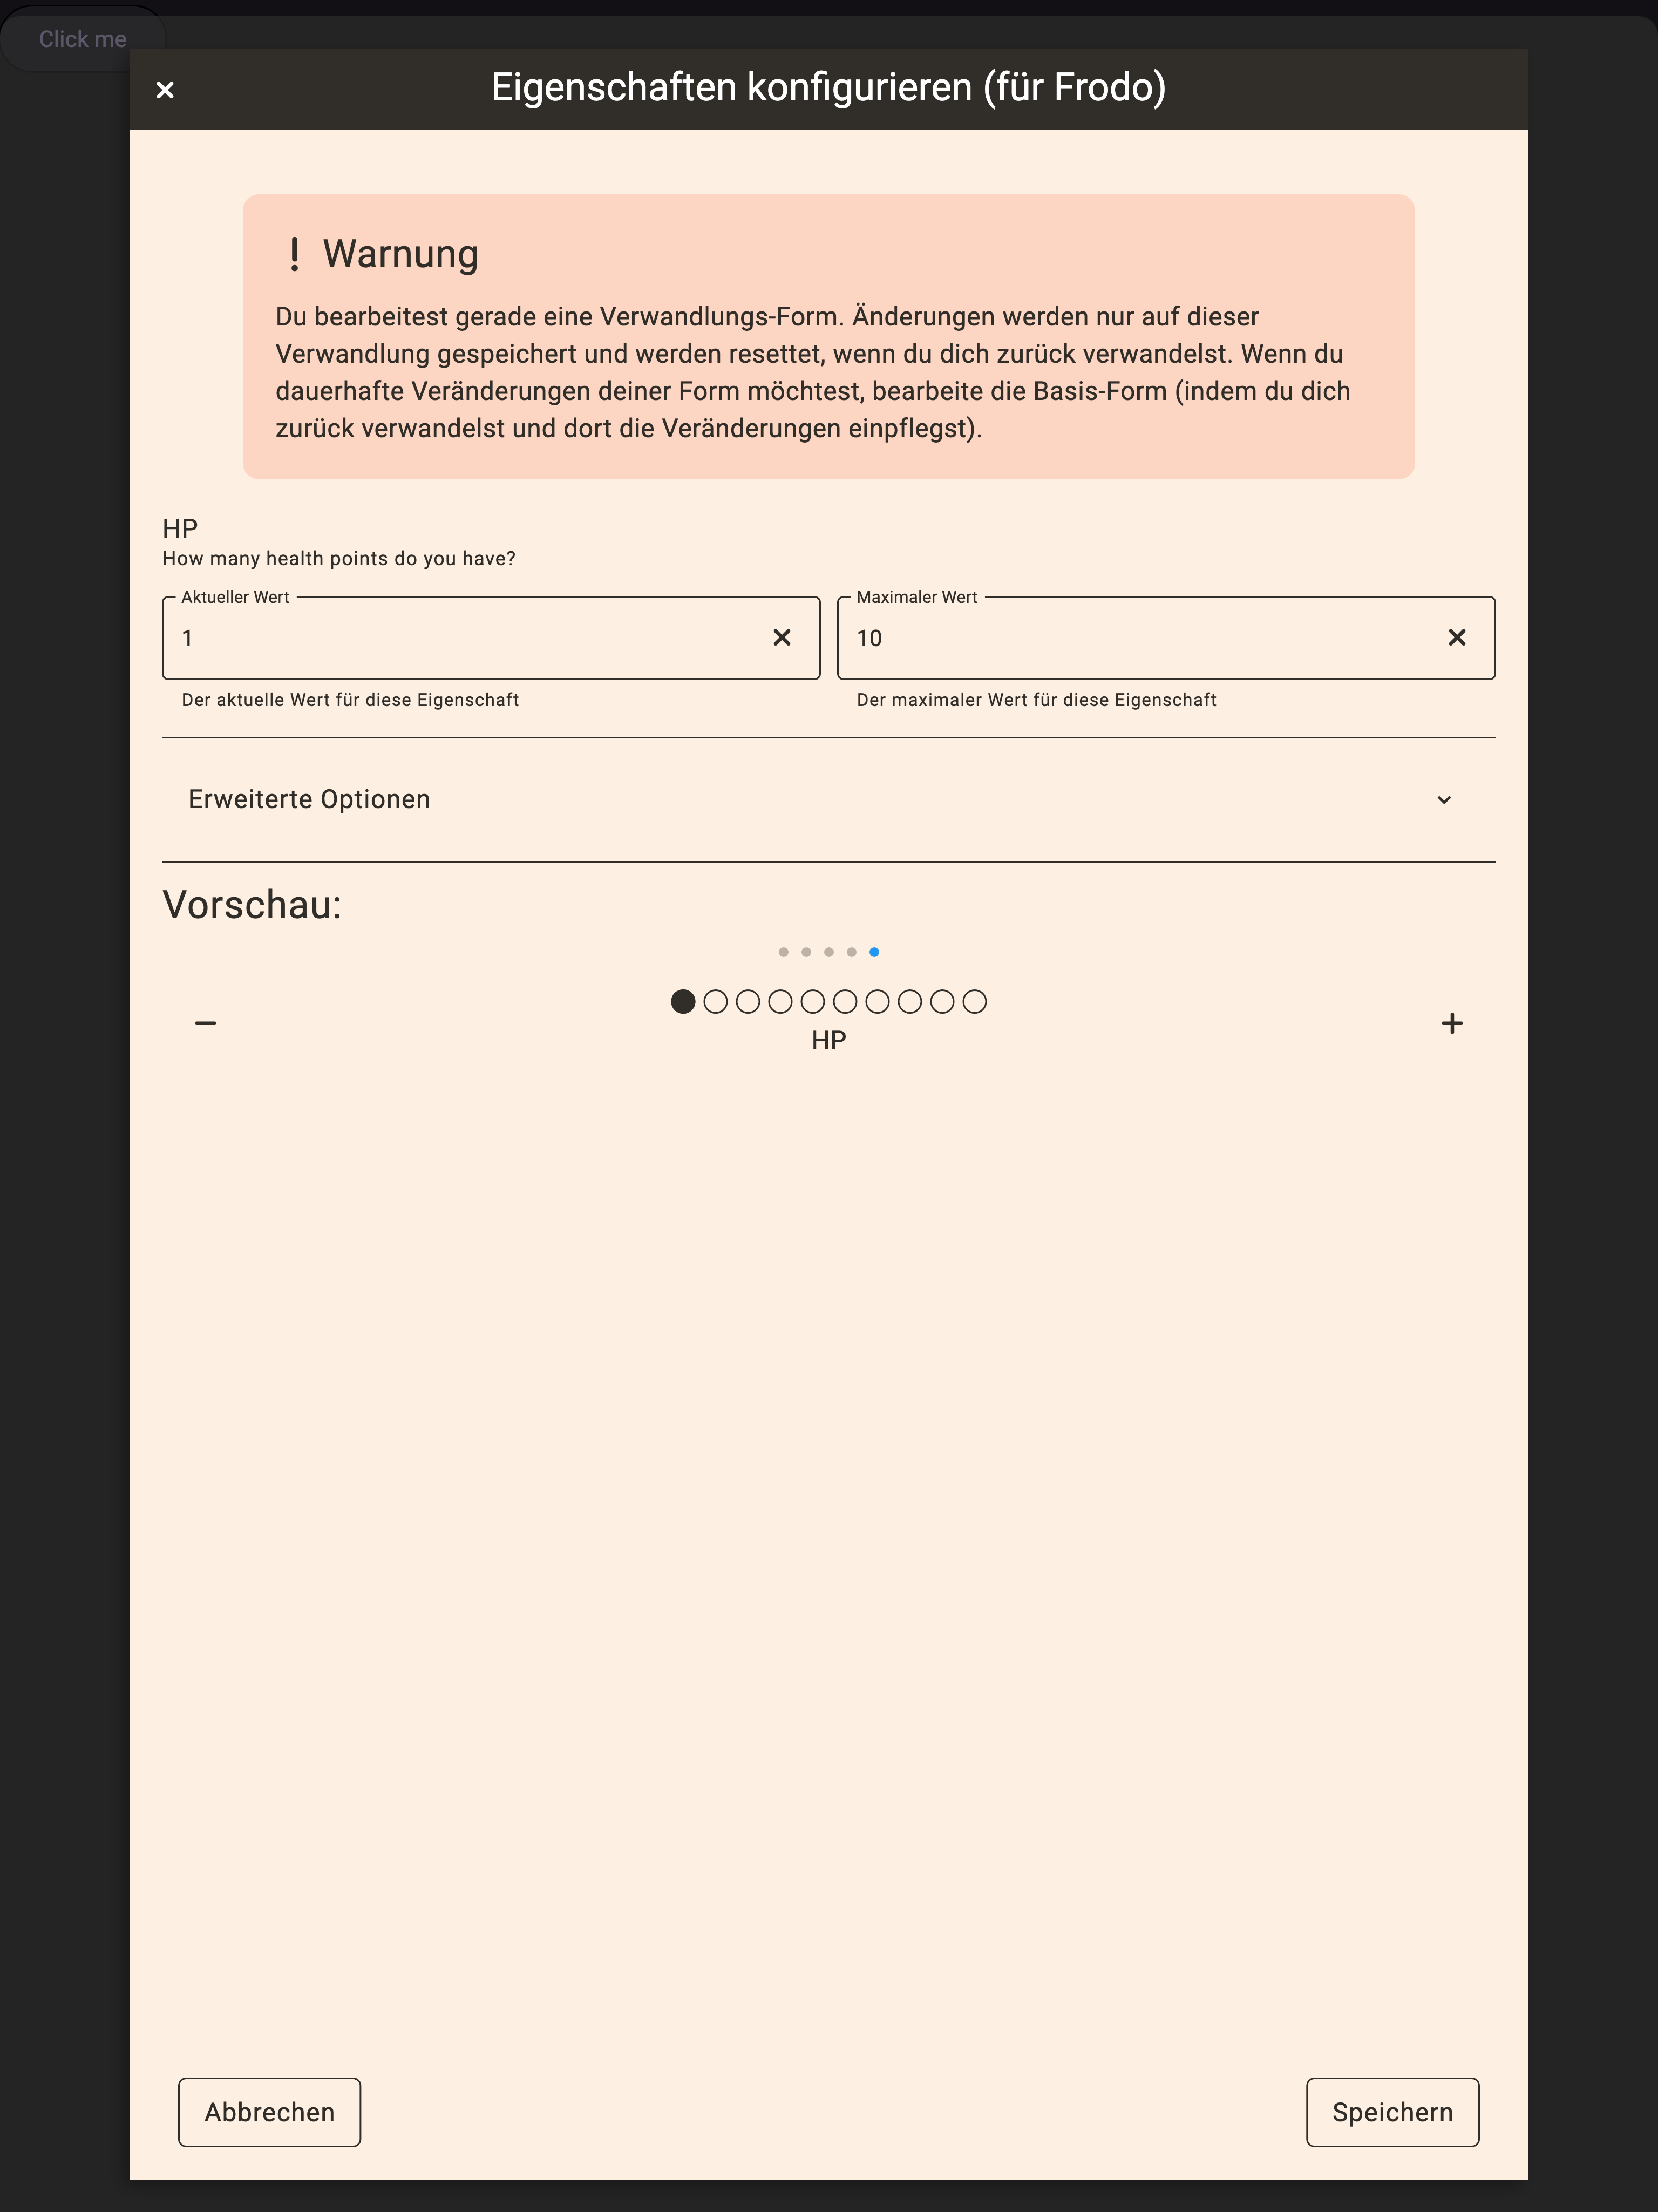 Click me
Eigenschaften konfigurieren (für Frodo)
Warnung
Du bearbeitest gerade eine Verwandlungs-Form. Änderungen werden nur auf dieser
Verwandlung gespeichert und werden resettet, wenn du dich zurück verwandelst. Wenn du
dauerhafte Veränderungen deiner Form möchtest, bearbeite die Basis-Form (indem du dich
zurück verwandelst und dort die Veränderungen einpflegst).
HP
How many health points do you have?
Aktueller Wert
1
Der aktuelle Wert für diese Eigenschaft
Maximaler Wert
10
Der maximaler Wert für diese Eigenschaft
Erweiterte Optionen
Vorschau:
HP
Abbrechen
Speichern